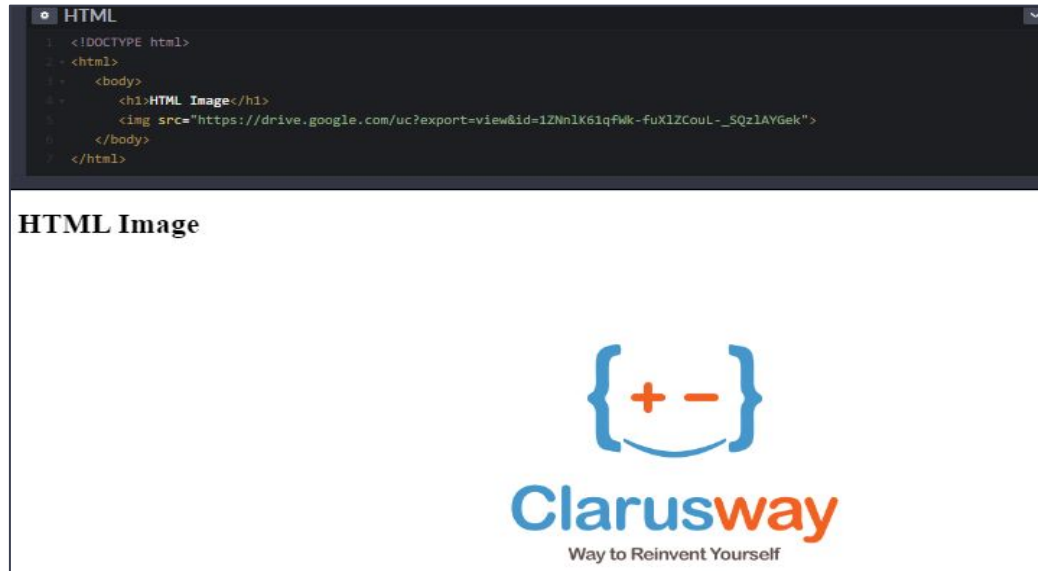 HTML
1 <!DOCTYPE html>
2 <html>
3 <body>
4 <h1>HTML Image</h1>
5 <img src="https://drive.google.com/uc?export=view&id=1ZNnlK61qfWk-fuXlZCouL-_SQzlAYGek">
6 </body>
7 </html>
HTML Image
{+ -}
Clarusway
Way to Reinvent Yourself